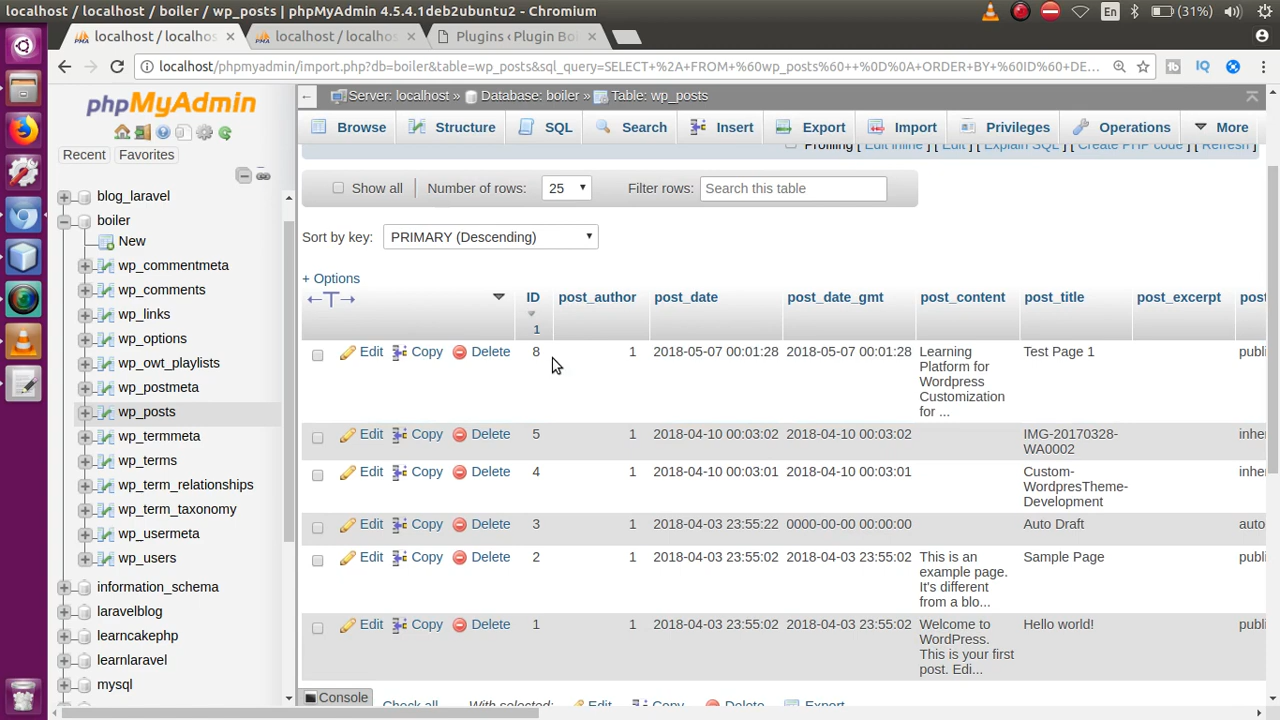 localhost / localhost / boiler / wp_posts | phpMyAdmin 4.5.4.1deb2ubuntu2 - Chromium
En
(31%)
localhost / localhos
localhost / localhos
Plugins ‹ Plugin Boi
localhost/phpmyadmin/import.php?db=boiler&table=wp_posts&sql_query=SELECT+%2A+FROM+%60wp_posts%60++%0A+ORDER+BY+%60ID%60+DE...
IQ
phpMyAdmin
Recent
Favorites
blog_laravel
boiler
New
wp_commentmeta
wp_comments
wp_links
wp_options
wp_owt_playlists
wp_postmeta
wp_posts
wp_termmeta
wp_terms
wp_term_relationships
wp_term_taxonomy
wp_usermeta
wp_users
information_schema
laravelblog
learncakephp
learnlaravel
mysql
Server: localhost » Database: boiler » Table: wp_posts
Browse Structure SQL Search Insert Export Import Privileges Operations More
Profiling [ Edit inline ] [ Edit ] [ Explain SQL ] [ Create PHP code ] [ Refresh ]
Show all | Number of rows: 25 Filter rows: Search this table
Sort by key: PRIMARY (Descending)
+ Options
←T→ ID post_author post_date post_date_gmt post_content post_title post_excerpt post
1
Edit Copy Delete 8 1 2018-05-07 00:01:28 2018-05-07 00:01:28 Learning Test Page 1 publi
Platform for
Wordpress
Customization
for ...
Edit Copy Delete 5 1 2018-04-10 00:03:02 2018-04-10 00:03:02 IMG-20170328- inhe
WA0002
Edit Copy Delete 4 1 2018-04-10 00:03:01 2018-04-10 00:03:01 Custom- inhe
WordpresTheme-
Development
Edit Copy Delete 3 1 2018-04-03 23:55:22 0000-00-00 00:00:00 Auto Draft auto
Edit Copy Delete 2 1 2018-04-03 23:55:02 2018-04-03 23:55:02 This is an Sample Page publi
example page.
It's different
from a blo...
Edit Copy Delete 1 1 2018-04-03 23:55:02 2018-04-03 23:55:02 Welcome to Hello world! publi
WordPress.
This is your first
post. Edi...
Console
Check all With selected: Edit Copy Delete Export